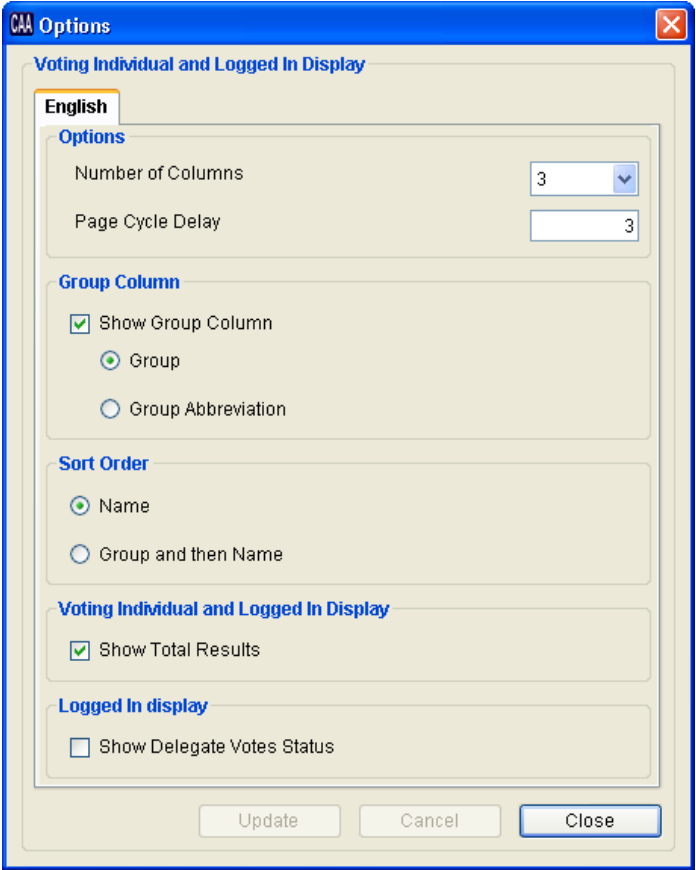 CAA Options
Voting Individual and Logged In Display
English
Options
Number of Columns 3
Page Cycle Delay 3
Group Column
Show Group Column
Group
Group Abbreviation
Sort Order
Name
Group and then Name
Voting Individual and Logged In Display
Show Total Results
Logged In display
Show Delegate Votes Status
Update Cancel Close